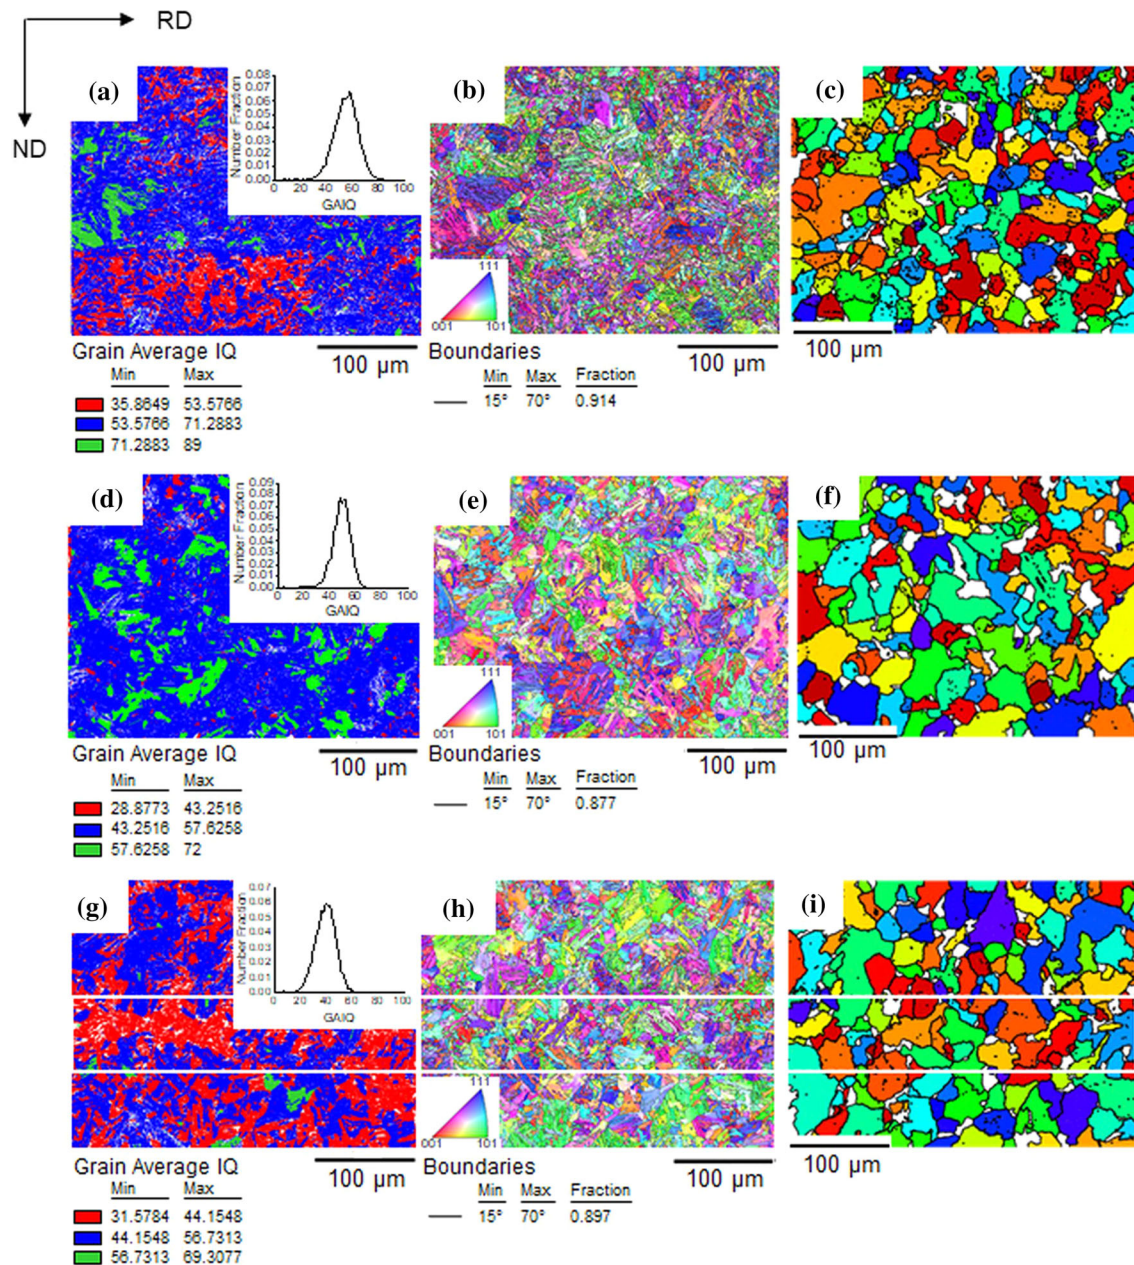 RD
ND
(a)
0.08
0.07
0.06
0.05
0.04
0.03
0.02
0.01
0.00
Number Fraction
0 20 40 60 80 100
GAIQ
(b)
111
001 101
(c)
Grain Average IQ
100 µm
Min Max
35.8649 53.5766
53.5766 71.2883
71.2883 89
Boundaries
100 µm
Min Max Fraction
15° 70° 0.914
100 µm
(d)
0.09
0.08
0.07
0.06
0.05
0.04
0.03
0.02
0.01
0.00
Number Fraction
0 20 40 60 80 100
GAIQ
(e)
111
001 101
(f)
Grain Average IQ
100 µm
Min Max
28.8773 43.2516
43.2516 57.6258
57.6258 72
Boundaries
100 µm
Min Max Fraction
15° 70° 0.877
100 µm
(g)
0.07
0.06
0.05
0.04
0.03
0.02
0.01
0.00
Number Fraction
0 20 40 60 80 100
GAIQ
(h)
111
001 101
(i)
Grain Average IQ
100 µm
Min Max
31.5784 44.1548
44.1548 56.7313
56.7313 69.3077
Boundaries
100 µm
Min Max Fraction
15° 70° 0.897
100 µm